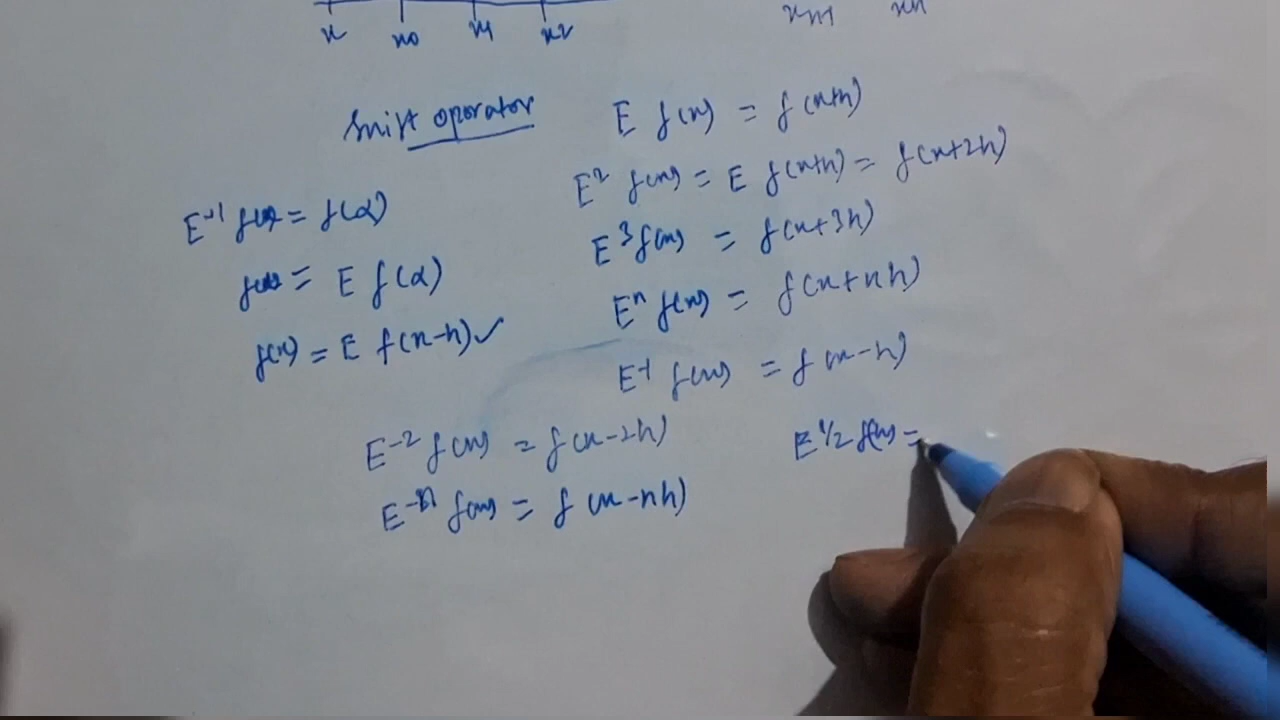 x x0 x1 x2
xn-1 xn
Shift operator
E f(x) = f(x+h)
E² f(x) = E f(x+h) = f(x+2h)
E³ f(x) = f(x+3h)
Eⁿ f(x) = f(x+nh)
E⁻¹ f(x) = f(x-h)
E⁻¹ f(x) = f(α)
f(x) = E f(α)
f(x) = E f(x-h) ✓
E⁻² f(x) = f(x-2h)
E⁻ⁿ f(x) = f(x-nh)
E^1/2 f(x) =